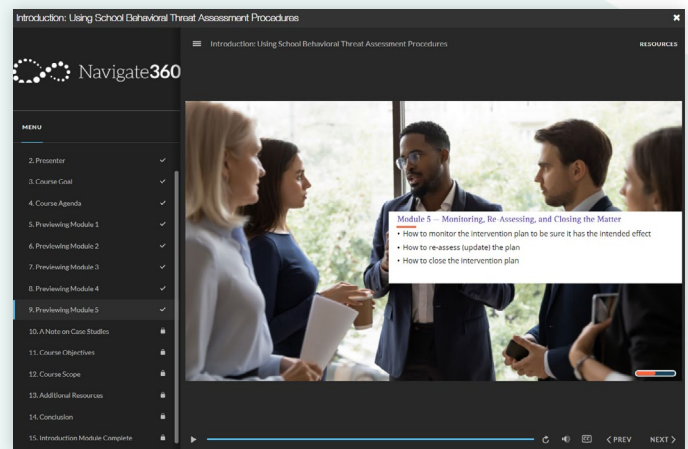 Introduction: Using School Behavioral Threat Assessment Procedures
Introduction: Using School Behavioral Threat Assessment Procedures
RESOURCES
Navigate360
MENU
2. Presenter
3. Course Goal
4. Course Agenda
5. Previewing Module 1
6. Previewing Module 2
7. Previewing Module 3
8. Previewing Module 4
9. Previewing Module 5
10. A Note on Case Studies
11. Course Objectives
12. Course Scope
13. Additional Resources
14. Conclusion
15. Introduction Module Complete
Module 5 — Monitoring, Re-Assessing, and Closing the Matter
• How to monitor the intervention plan to be sure it has the intended effect
• How to re-assess (update) the plan
• How to close the intervention plan
CC
< PREV
NEXT >